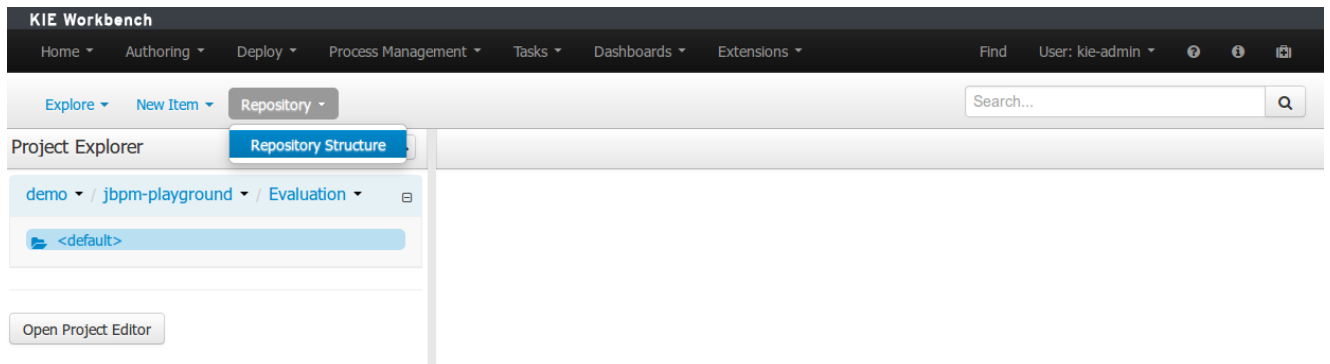 KIE Workbench
Home Authoring Deploy Process Management Tasks Dashboards Extensions Find User: kie-admin
Explore New Item Repository Search...
Repository Structure
Project Explorer
demo / jbpm-playground / Evaluation
<default>
Open Project Editor